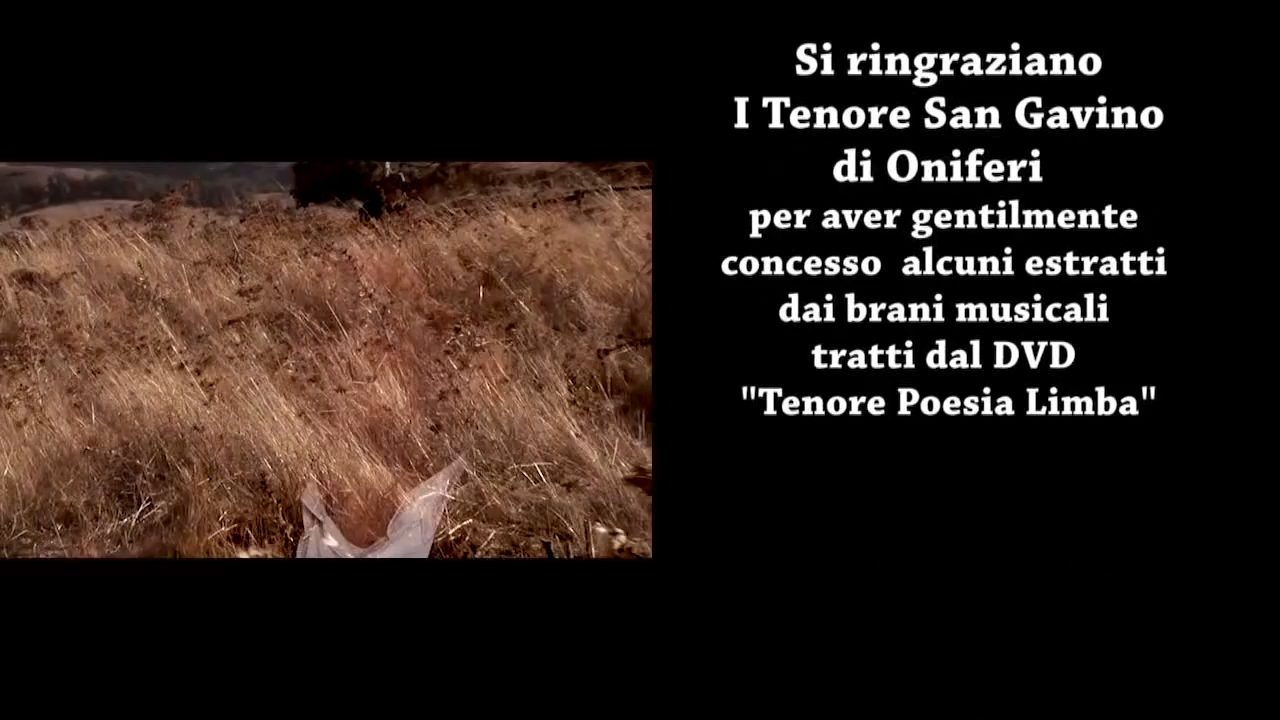 Si ringraziano
I Tenore San Gavino
di Oniferi
per aver gentilmente
concesso alcuni estratti
dai brani musicali
tratti dal DVD
"Tenore Poesia Limba"